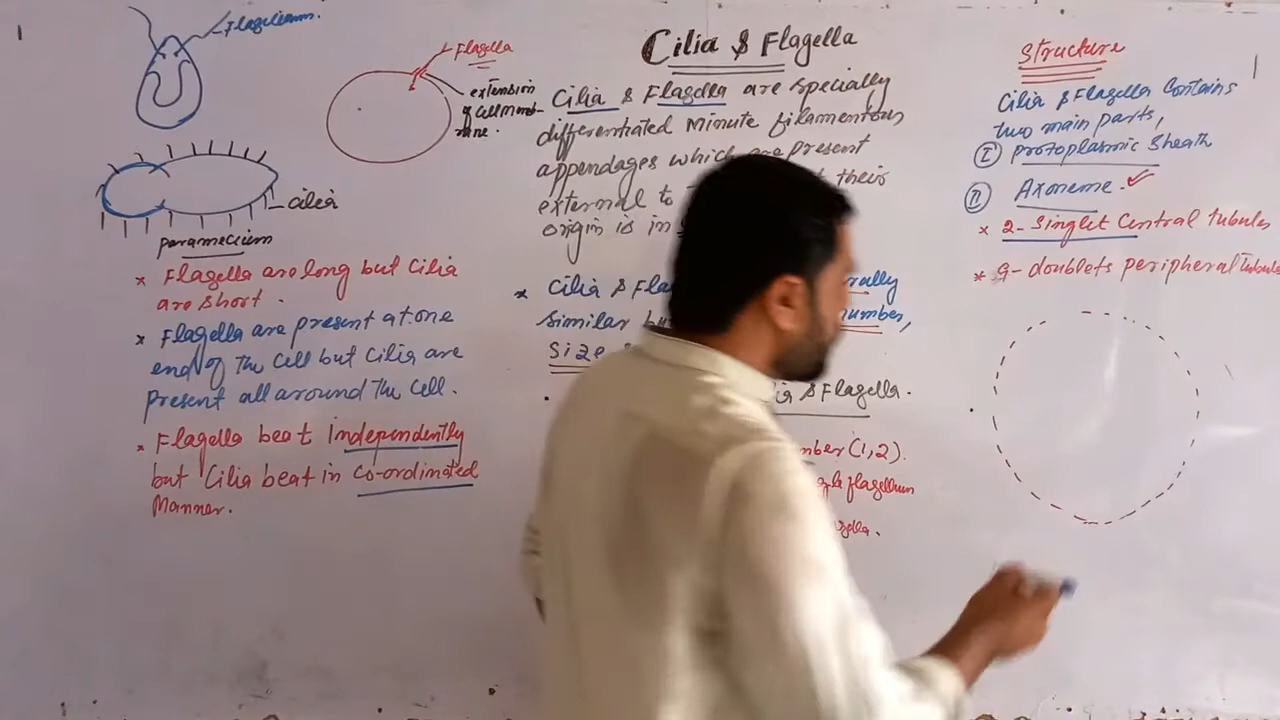 Flagellum.
Flagella
extension
of cell memb-
rane.
cilia
paramecium
* Flagella are long but Cilia
are short.
* Flagella are present at one
end of the cell but Cilia are
present all around the cell.
* Flagella beat independently
but Cilia beat in Co-ordinated
Manner.
Cilia & Flagella
Cilia & Flagella are specially
differentiated minute filamentous
appendages which are present
external to their
origin is in
* Cilia & Fla rally
similar number,
Size
& Flagella.
mber (1,2).
flagellum
Structure
Cilia & Flagella Contains
two main parts,
(I) protoplasmic sheath
(II) Axoneme. ✓
* 2- Singlet Central tubules
* 9- doublets peripheral tubule